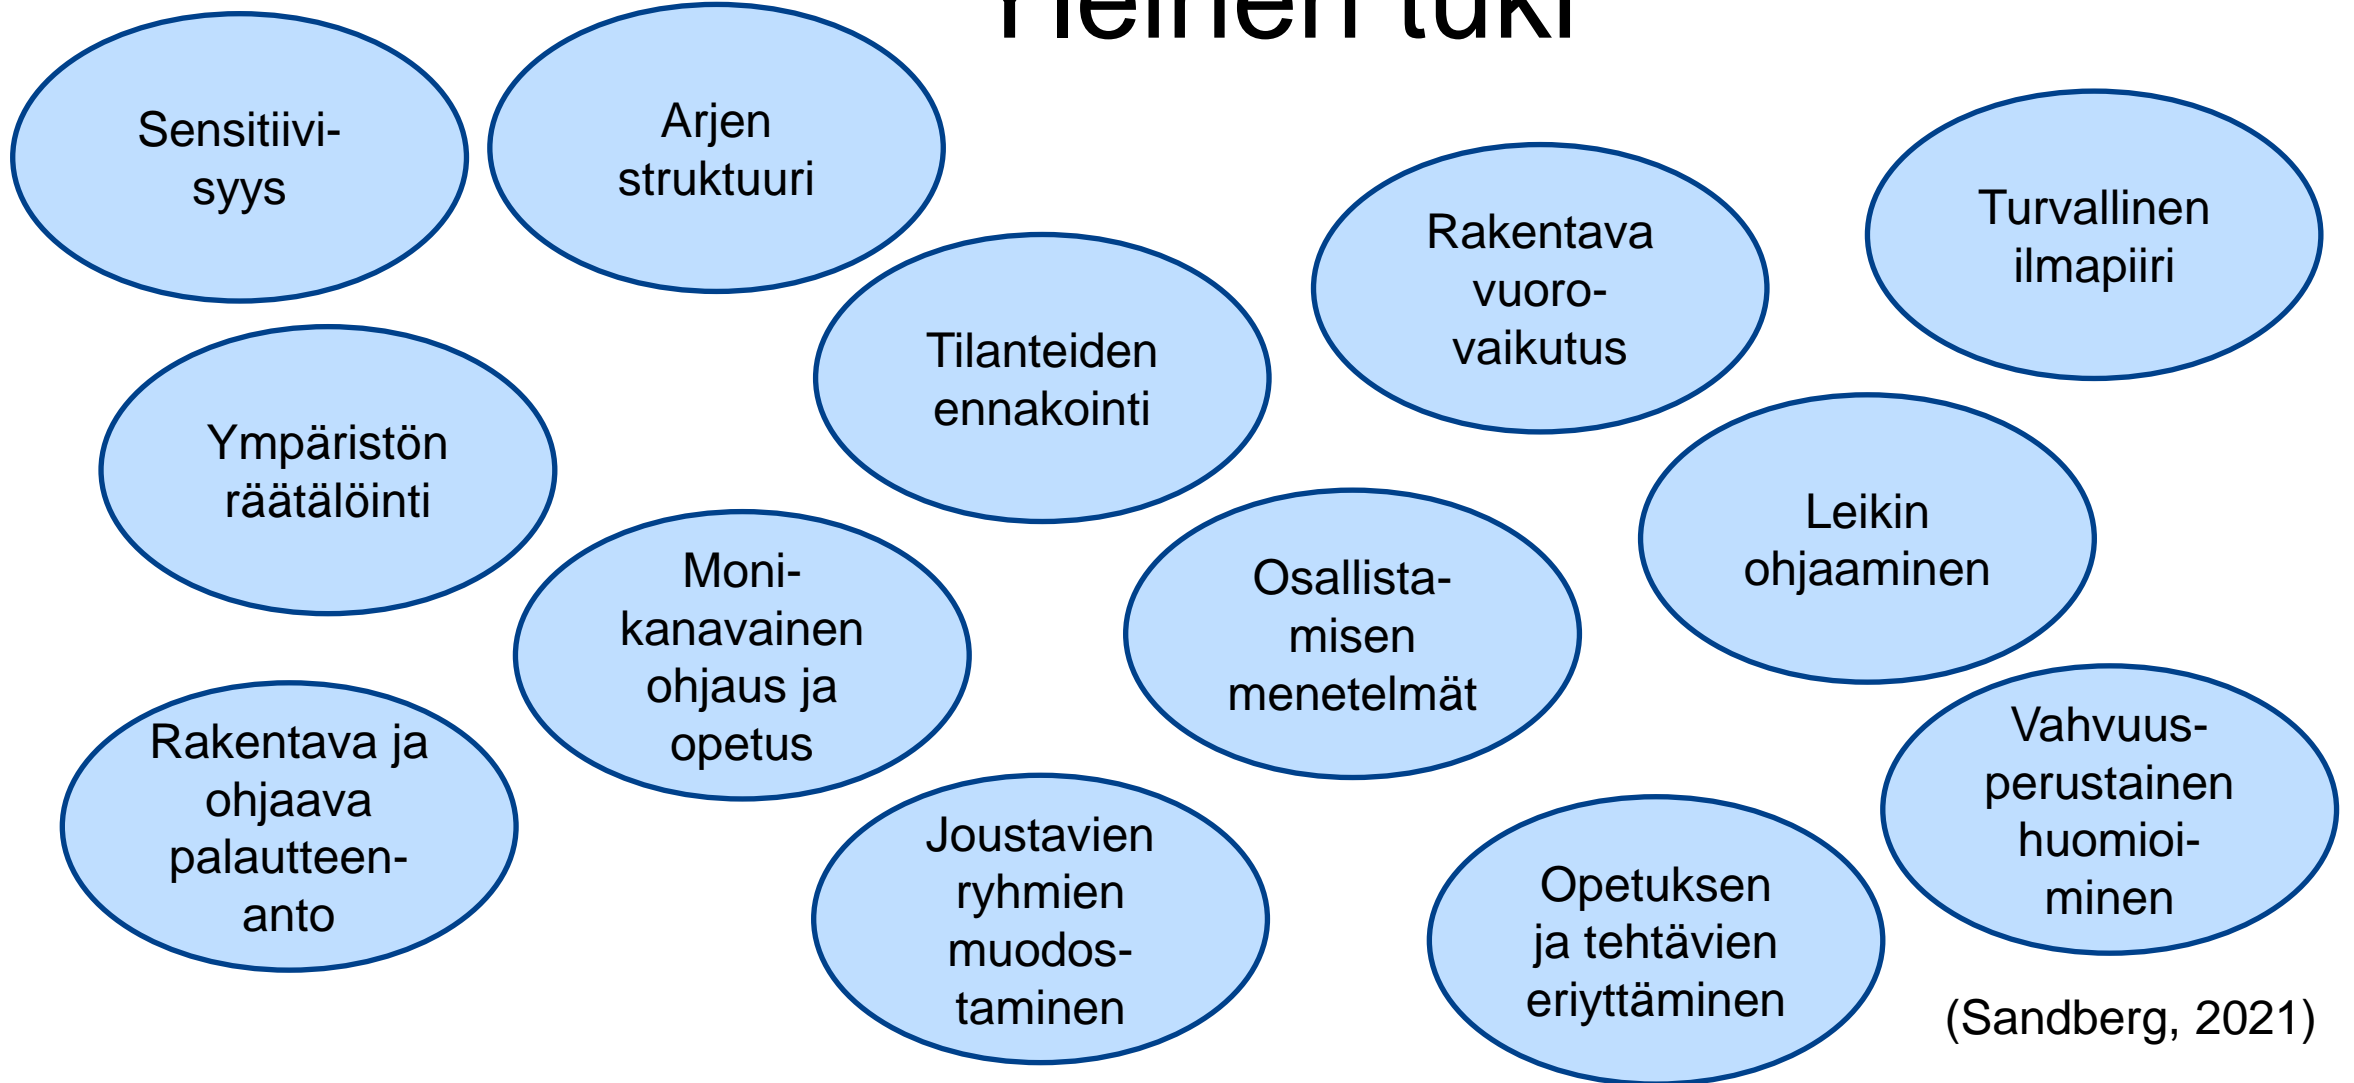 Yleinen tuki
Sensitiivi-
syys
Arjen
struktuuri
Rakentava
vuoro-
vaikutus
Turvallinen
ilmapiiri
Tilanteiden
ennakointi
Ympäristön
räätälöinti
Leikin
ohjaaminen
Moni-
kanavainen
ohjaus ja
opetus
Osallista-
misen
menetelmät
Rakentava ja
ohjaava
palautteen-
anto
Vahvuus-
perustainen
huomioi-
minen
Joustavien
ryhmien
muodos-
taminen
Opetuksen
ja tehtävien
eriyttäminen
(Sandberg, 2021)